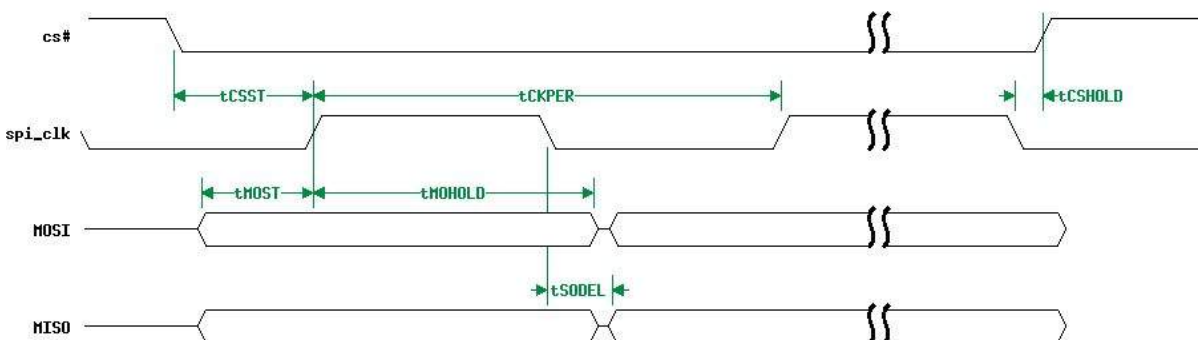 cs#
tCSST
tCKPER
tCSHOLD
spi_clk
tMOST
tMOHOLD
MOSI
tSODEL
MISO